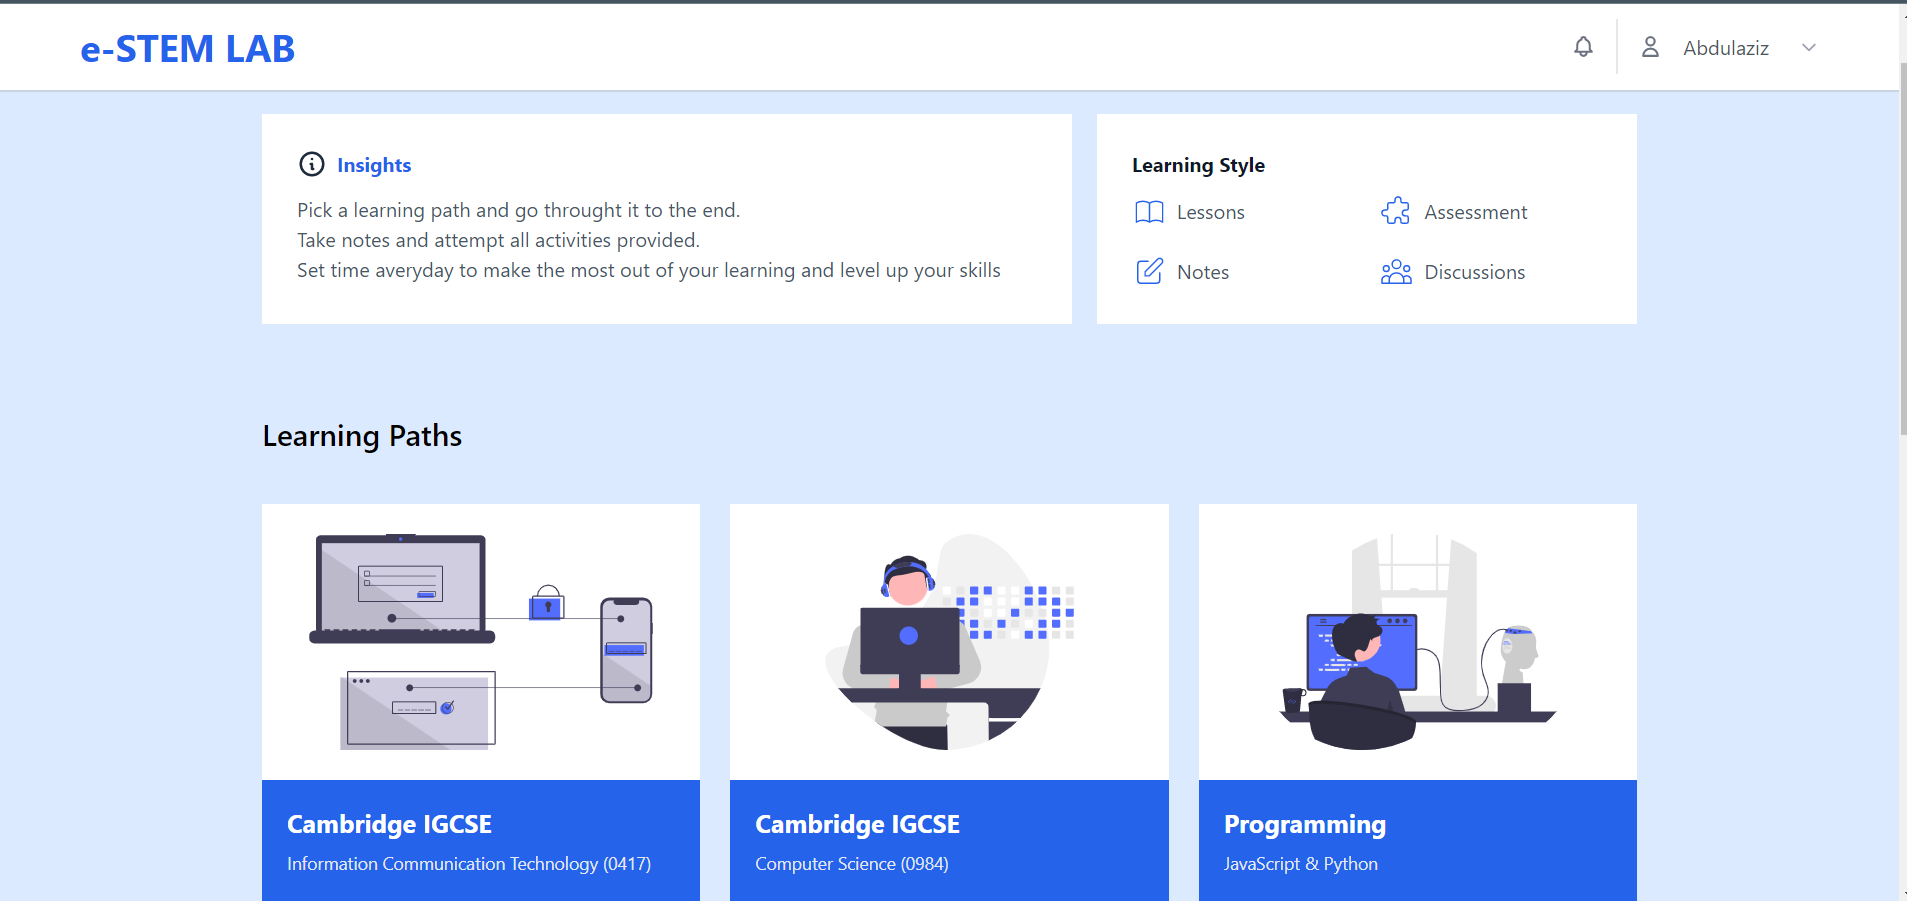 e-STEM LAB
Abdulaziz
Insights
Pick a learning path and go throught it to the end.
Take notes and attempt all activities provided.
Set time averyday to make the most out of your learning and level up your skills
Learning Style
Lessons
Assessment
Notes
Discussions
Learning Paths
Cambridge IGCSE
Information Communication Technology (0417)
Cambridge IGCSE
Computer Science (0984)
Programming
JavaScript & Python